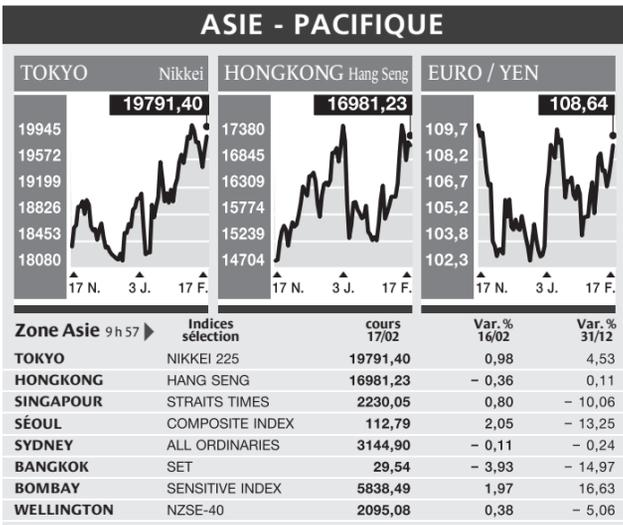 ASIE - PACIFIQUE
TOKYO Nikkei
19791,40
19945
19572
19199
18826
18453
18080
17 N. 3 J. 17 F.
HONGKONG Hang Seng
16981,23
17380
16845
16309
15774
15239
14704
17 N. 3 J. 17 F.
EURO / YEN
108,64
109,7
108,2
106,7
105,2
103,8
102,3
17 N. 3 J. 17 F.
Zone Asie 9 h 57 Indices sélection cours 17/02 Var. % 16/02 Var. % 31/12
TOKYO NIKKEI 225 19791,40 0,98 4,53
HONGKONG HANG SENG 16981,23 – 0,36 0,11
SINGAPOUR STRAITS TIMES 2230,05 0,80 – 10,06
SÉOUL COMPOSITE INDEX 112,79 2,05 – 13,25
SYDNEY ALL ORDINARIES 3144,90 – 0,11 – 0,24
BANGKOK SET 29,54 – 3,93 – 14,97
BOMBAY SENSITIVE INDEX 5838,49 1,97 16,63
WELLINGTON NZSE-40 2095,08 0,38 – 5,06